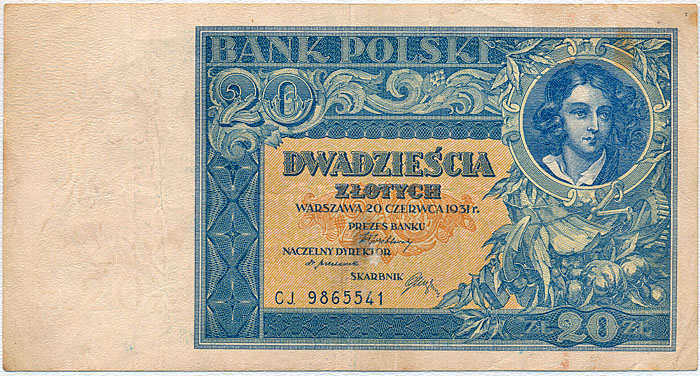 BANK POLSKI
20
DWADZIEŚCIA
ZŁOTYCH
WARSZAWA 20 CZERWCA 1931 r.
PREZES BANKU
NACZELNY DYREKTOR
SKARBNIK
CJ. 9865541
ZŁ 20 ZŁ